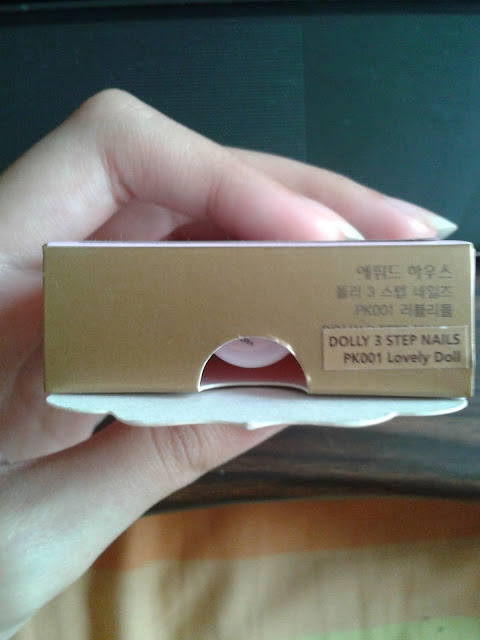 에뛰드 하우스
돌리 3 스텝 네일즈
PK001 러블리돌
DOLLY 3 STEP NAILS
PK001 Lovely Doll